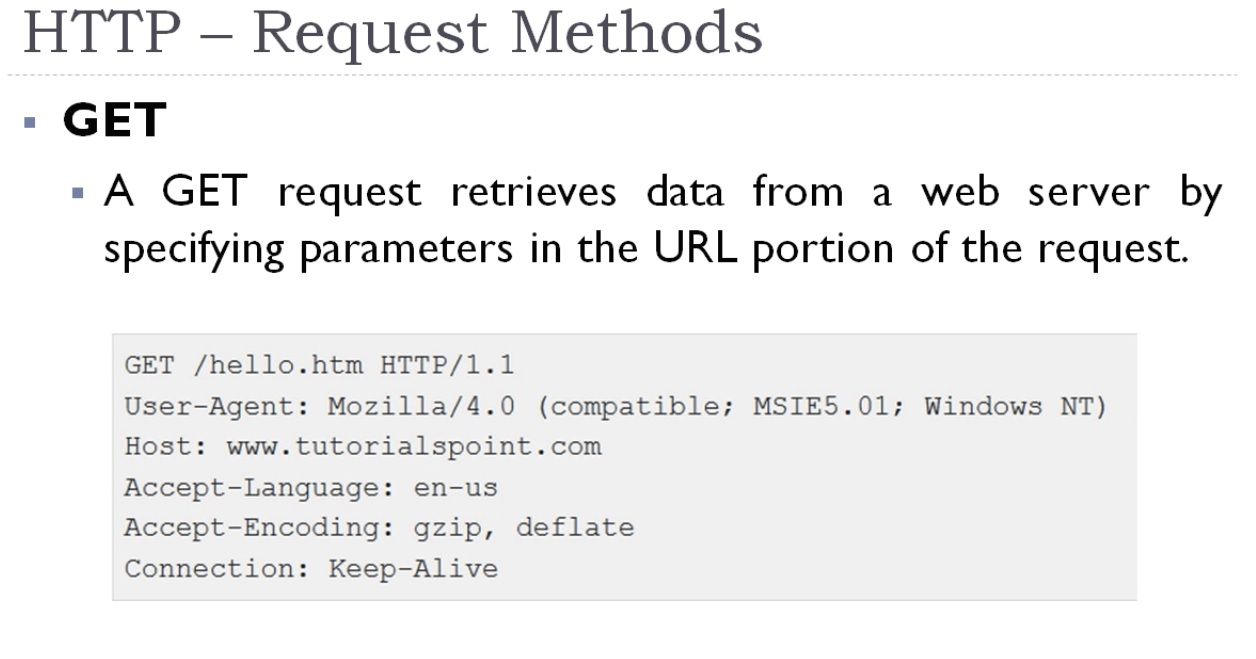 HTTP – Request Methods
GET
A GET request retrieves data from a web server by
specifying parameters in the URL portion of the request.
GET /hello.htm HTTP/1.1
User-Agent: Mozilla/4.0 (compatible; MSIE5.01; Windows NT)
Host: www.tutorialspoint.com
Accept-Language: en-us
Accept-Encoding: gzip, deflate
Connection: Keep-Alive